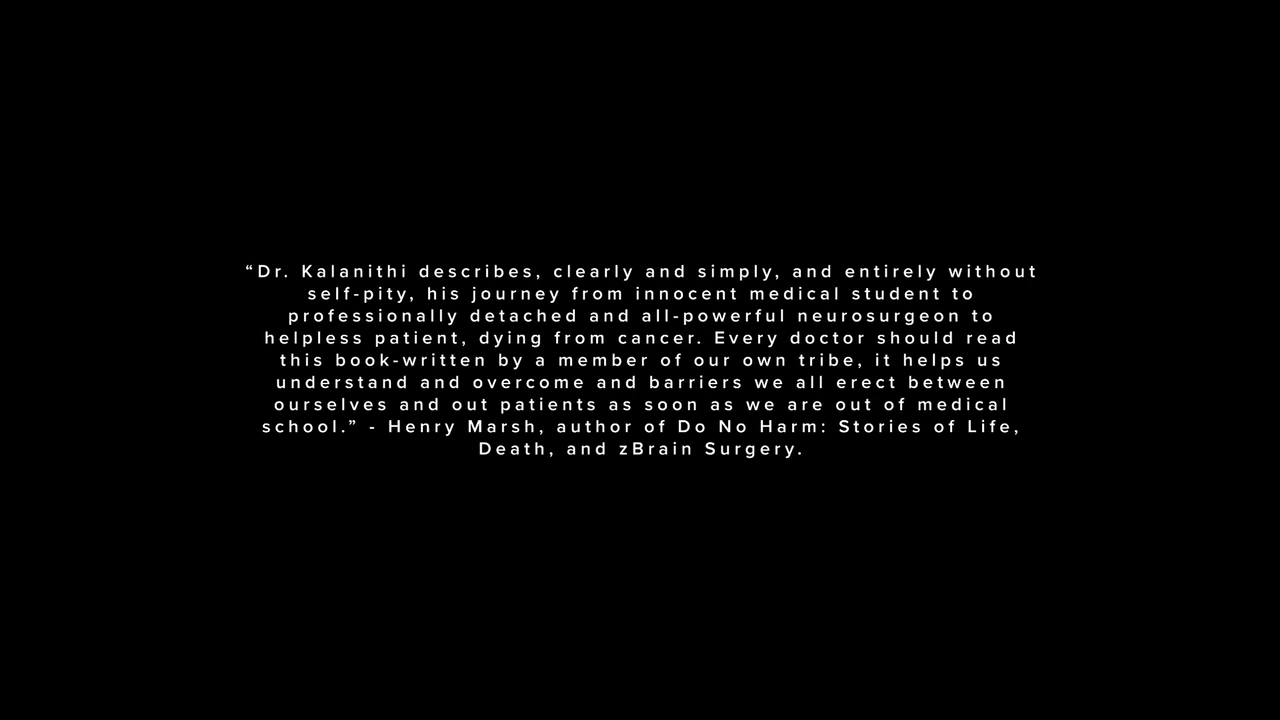 “Dr. Kalanithi describes, clearly and simply, and entirely without
self-pity, his journey from innocent medical student to
professionally detached and all-powerful neurosurgeon to
helpless patient, dying from cancer. Every doctor should read
this book-written by a member of our own tribe, it helps us
understand and overcome and barriers we all erect between
ourselves and out patients as soon as we are out of medical
school.” - Henry Marsh, author of Do No Harm: Stories of Life,
Death, and zBrain Surgery.